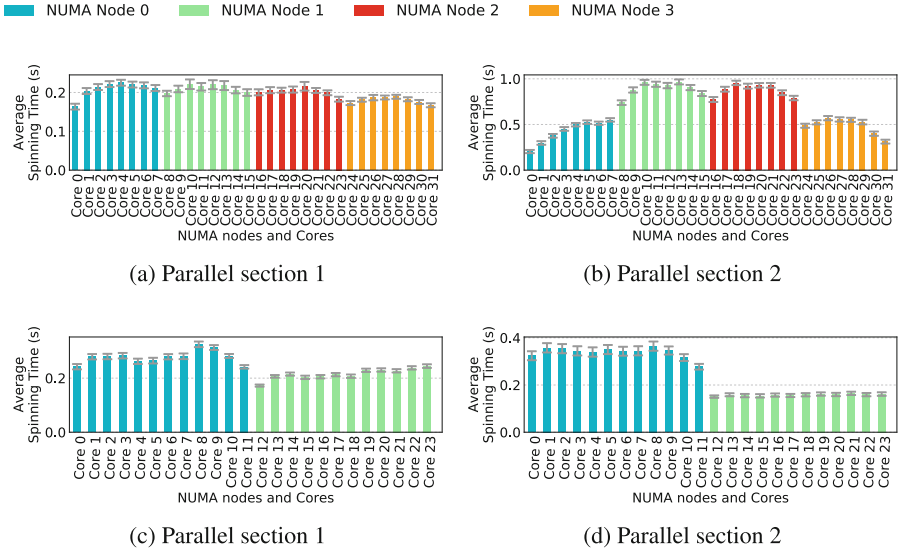 NUMA Node 0 NUMA Node 1 NUMA Node 2 NUMA Node 3
Average
Spinning Time (s)
0.2
0.1
0.0
Core 0 Core 1 Core 2 Core 3 Core 4 Core 5 Core 6 Core 7 Core 8 Core 9 Core 10 Core 11 Core 12 Core 13 Core 14 Core 15 Core 16 Core 17 Core 18 Core 19 Core 20 Core 21 Core 22 Core 23 Core 24 Core 25 Core 26 Core 27 Core 28 Core 29 Core 30 Core 31
NUMA nodes and Cores
(a) Parallel section 1
Average
Spinning Time (s)
1.0
0.5
0.0
Core 0 Core 1 Core 2 Core 3 Core 4 Core 5 Core 6 Core 7 Core 8 Core 9 Core 10 Core 11 Core 12 Core 13 Core 14 Core 15 Core 16 Core 17 Core 18 Core 19 Core 20 Core 21 Core 22 Core 23 Core 24 Core 25 Core 26 Core 27 Core 28 Core 29 Core 30 Core 31
NUMA nodes and Cores
(b) Parallel section 2
Average
Spinning Time (s)
0.2
0.0
Core 0 Core 1 Core 2 Core 3 Core 4 Core 5 Core 6 Core 7 Core 8 Core 9 Core 10 Core 11 Core 12 Core 13 Core 14 Core 15 Core 16 Core 17 Core 18 Core 19 Core 20 Core 21 Core 22 Core 23
NUMA nodes and Cores
(c) Parallel section 1
Average
Spinning Time (s)
0.4
0.2
0.0
Core 0 Core 1 Core 2 Core 3 Core 4 Core 5 Core 6 Core 7 Core 8 Core 9 Core 10 Core 11 Core 12 Core 13 Core 14 Core 15 Core 16 Core 17 Core 18 Core 19 Core 20 Core 21 Core 22 Core 23
NUMA nodes and Cores
(d) Parallel section 2